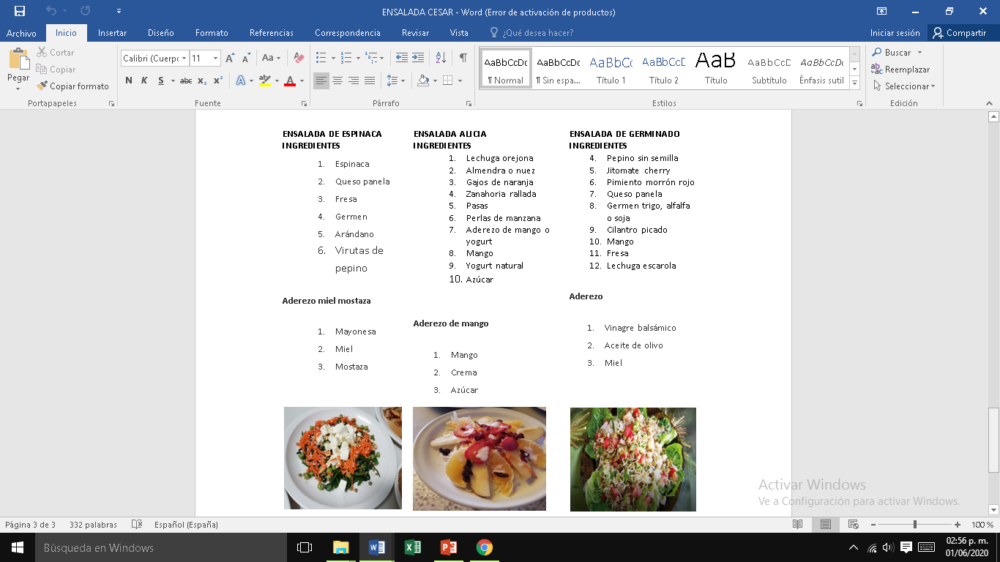 ENSALADA CESAR - Word (Error de activación de productos)
Archivo
Inicio
Insertar
Diseño
Formato
Referencias
Correspondencia
Revisar
Vista
¿Qué desea hacer?
Iniciar sesión
Compartir
Pegar
Cortar
Copiar
Copiar formato
Portapapeles
Calibri (Cuerpo
11
Aa
N K S abc x₂ x²
Fuente
Párrafo
AaBbCcDc
¶ Normal
AaBbCcDc
¶ Sin espa...
AaBbCc
Título 1
AaBbCcD
Título 2
AaB
Título
AaBbCcD
Subtítulo
AaBbCcDc
Énfasis sutil
Estilos
Buscar
Reemplazar
Seleccionar
Edición
ENSALADA DE ESPINACA
INGREDIENTES
1. Espinaca
2. Queso panela
3. Fresa
4. Germen
5. Arándano
6. Virutas de
pepino
Aderezo miel mostaza
1. Mayonesa
2. Miel
3. Mostaza
ENSALADA ALICIA
INGREDIENTES
1. Lechuga orejona
2. Almendra o nuez
3. Gajos de naranja
4. Zanahoria rallada
5. Pasas
6. Perlas de manzana
7. Aderezo de mango o
yogurt
8. Mango
9. Yogurt natural
10. Azúcar
Aderezo de mango
1. Mango
2. Crema
3. Azúcar
ENSALADA DE GERMINADO
INGREDIENTES
4. Pepino sin semilla
5. Jitomate cherry
6. Pimiento morrón rojo
7. Queso panela
8. Germen trigo, alfalfa
o soja
9. Cilantro picado
10. Mango
11. Fresa
12. Lechuga escarola
Aderezo
1. Vinagre balsámico
2. Aceite de olivo
3. Miel
Activar Windows
Ve a Configuración para activar Windows.
Página 3 de 3
332 palabras
Español (España)
100 %
Búsqueda en Windows
02:56 p. m.
01/06/2020